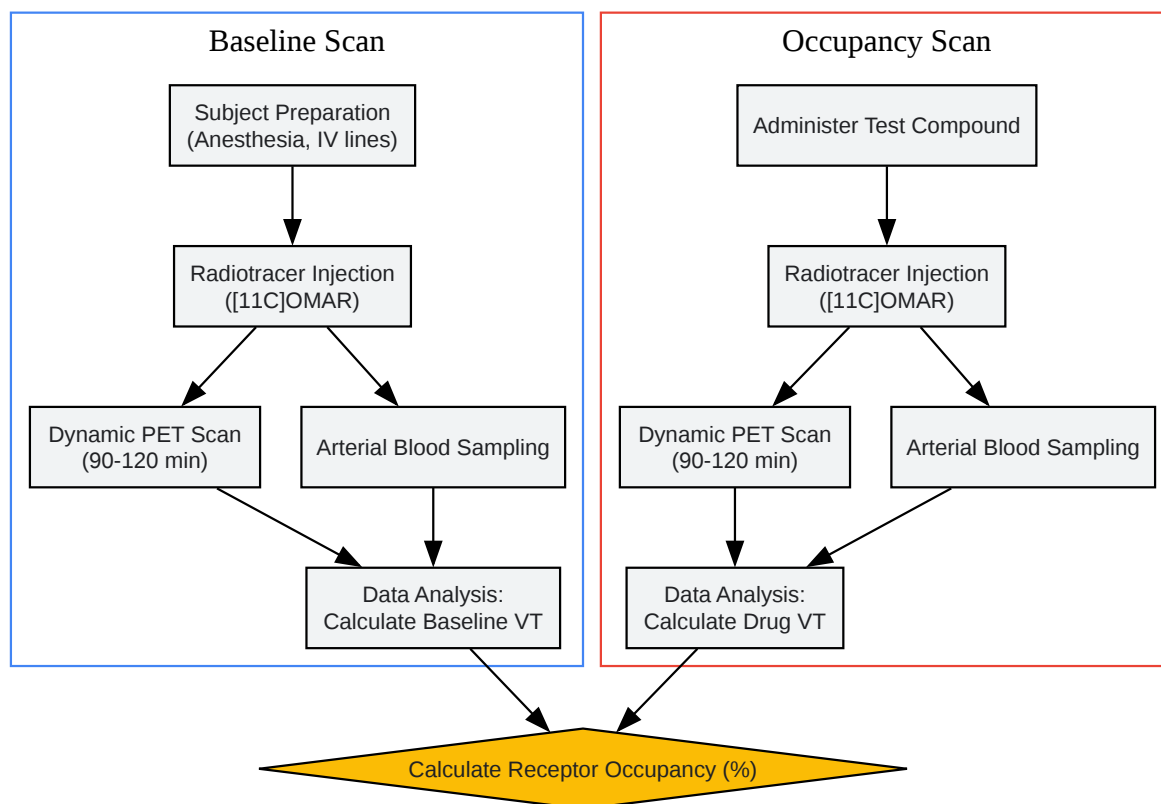 Baseline Scan
Subject Preparation
(Anesthesia, IV lines)
Radiotracer Injection
([11C]OMAR)
Dynamic PET Scan
(90-120 min)
Arterial Blood Sampling
Data Analysis:
Calculate Baseline VT
Occupancy Scan
Administer Test Compound
Radiotracer Injection
([11C]OMAR)
Dynamic PET Scan
(90-120 min)
Arterial Blood Sampling
Data Analysis:
Calculate Drug VT
Calculate Receptor Occupancy (%)